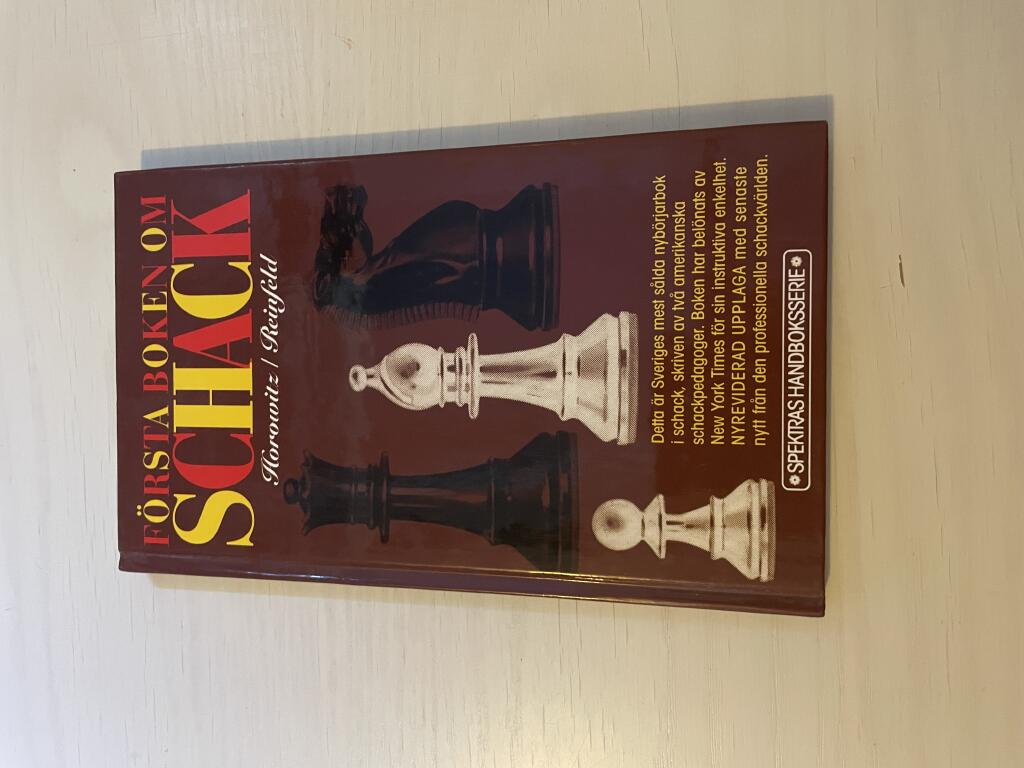 FÖRSTA BOKEN OM
SCHACK
Horowitz / Reinfeld
Detta är Sveriges mest sålda nybörjarbok
i schack, skriven av två amerikanska
schackpedagoger. Boken har belönats av
New York Times för sin instruktiva enkelhet.
NYREVIDERAD UPPLAGA med senaste
nytt från den professionella schackvärlden.
SPEKTRAS HANDBOKSSERIE